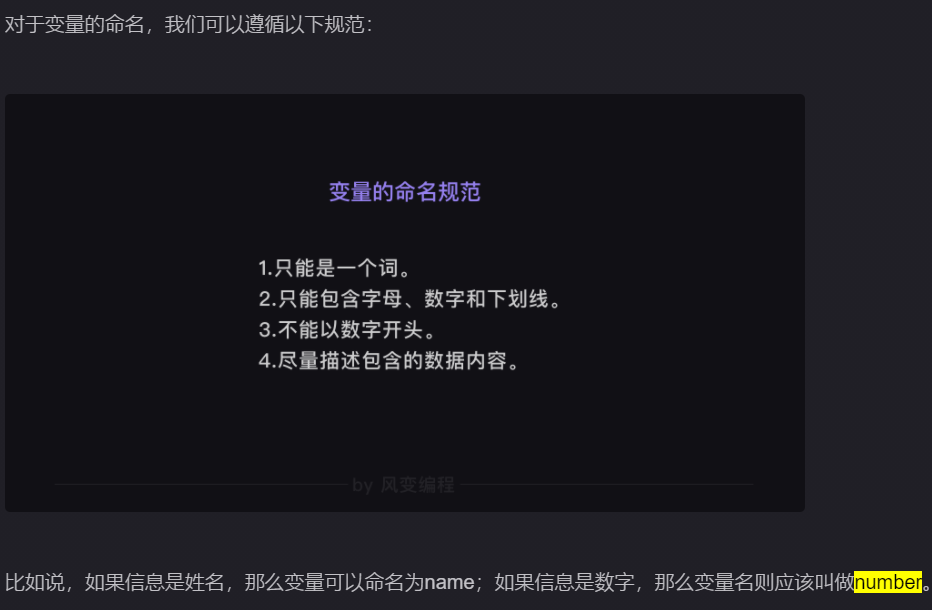 对于变量的命名，我们可以遵循以下规范：
变量的命名规范
1.只能是一个词。
2.只能包含字母、数字和下划线。
3.不能以数字开头。
4.尽量描述包含的数据内容。
by 风变编程
比如说，如果信息是姓名，那么变量可以命名为name；如果信息是数字，那么变量名则应该叫做number。